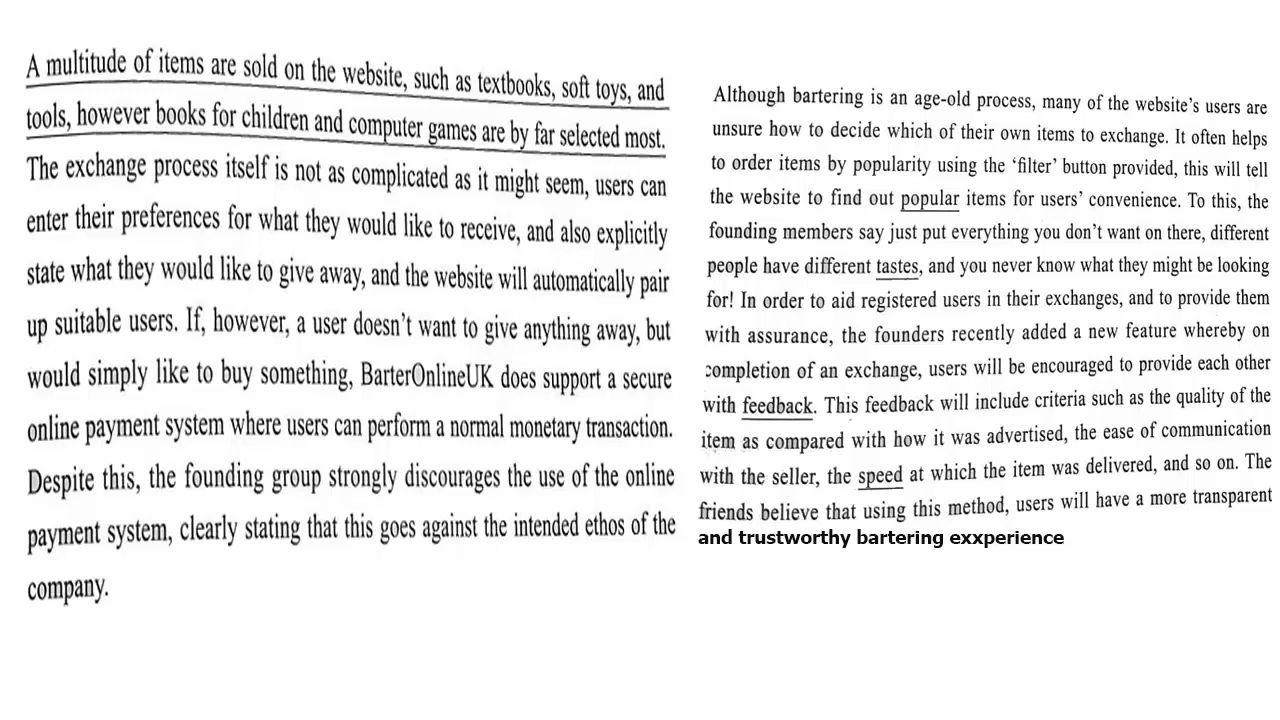 A multitude of items are sold on the website, such as textbooks, soft toys, and
tools, however books for children and computer games are by far selected most.
The exchange process itself is not as complicated as it might seem, users can
enter their preferences for what they would like to receive, and also explicitly
state what they would like to give away, and the website will automatically pair
up suitable users. If, however, a user doesn't want to give anything away, but
would simply like to buy something, BarterOnlineUK does support a secure
online payment system where users can perform a normal monetary transaction.
Despite this, the founding group strongly discourages the use of the online
payment system, clearly stating that this goes against the intended ethos of the
company.
Although bartering is an age-old process, many of the website's users are
unsure how to decide which of their own items to exchange. It often helps
to order items by popularity using the 'filter' button provided, this will tell
the website to find out popular items for users' convenience. To this, the
founding members say just put everything you don't want on there, different
people have different tastes, and you never know what they might be looking
for! In order to aid registered users in their exchanges, and to provide them
with assurance, the founders recently added a new feature whereby on
completion of an exchange, users will be encouraged to provide each other
with feedback. This feedback will include criteria such as the quality of the
item as compared with how it was advertised, the ease of communication
with the seller, the speed at which the item was delivered, and so on. The
friends believe that using this method, users will have a more transparent
and trustworthy bartering exxperience